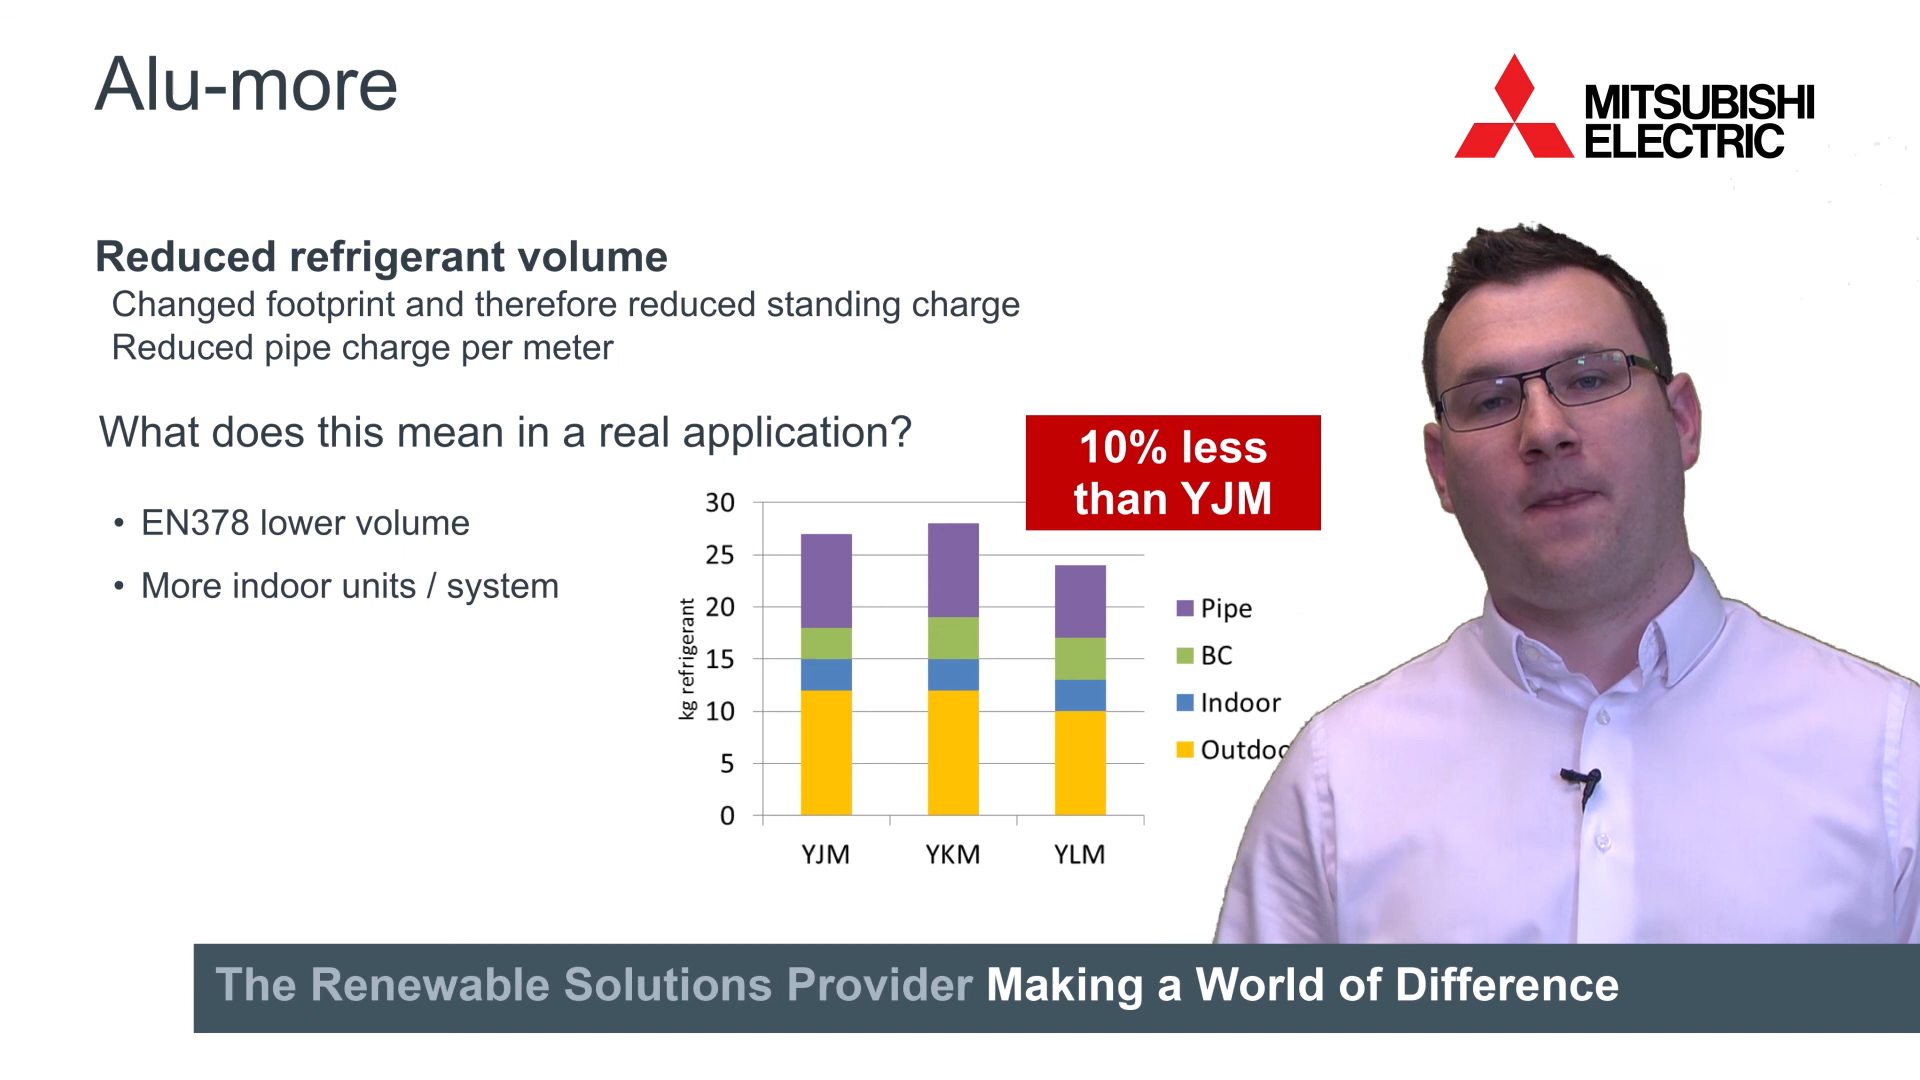 Alu-more
MITSUBISHI
ELECTRIC
Reduced refrigerant volume
Changed footprint and therefore reduced standing charge
Reduced pipe charge per meter
What does this mean in a real application?
10% less
than YJM
• EN378 lower volume
• More indoor units / system
kg refrigerant
30
25
20
15
10
5
0
YJM YKM YLM
Pipe
BC
Indoor
The Renewable Solutions Provider Making a World of Difference